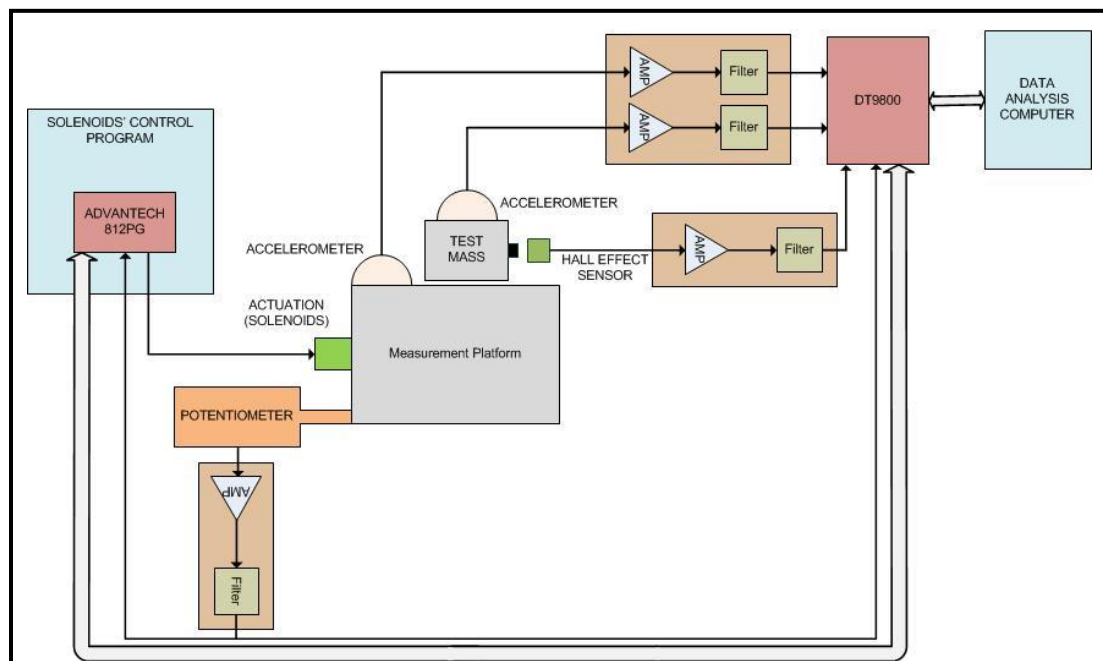 SOLENOIDS' CONTROL
PROGRAM
ADVANTECH
812PG
AMP
Filter
AMP
Filter
DT9800
DATA
ANALYSIS
COMPUTER
ACCELEROMETER
TEST
MASS
ACCELEROMETER
HALL EFFECT
SENSOR
AMP
Filter
ACTUATION
(SOLENOIDS)
Measurement Platform
POTENTIOMETER
AMP
Filter